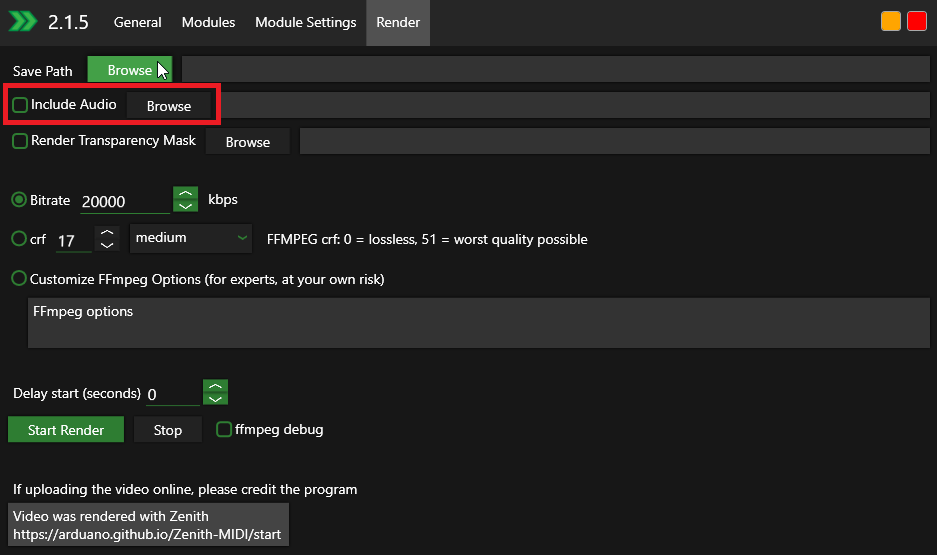 2.1.5 General Modules Module Settings Render
Save Path Browse
Include Audio Browse
Render Transparency Mask Browse
Bitrate 20000 kbps
crf 17 medium FFMPEG crf: 0 = lossless, 51 = worst quality possible
Customize FFmpeg Options (for experts, at your own risk)
FFmpeg options
Delay start (seconds) 0
Start Render Stop ffmpeg debug
If uploading the video online, please credit the program
Video was rendered with Zenith
https://arduano.github.io/Zenith-MIDI/start